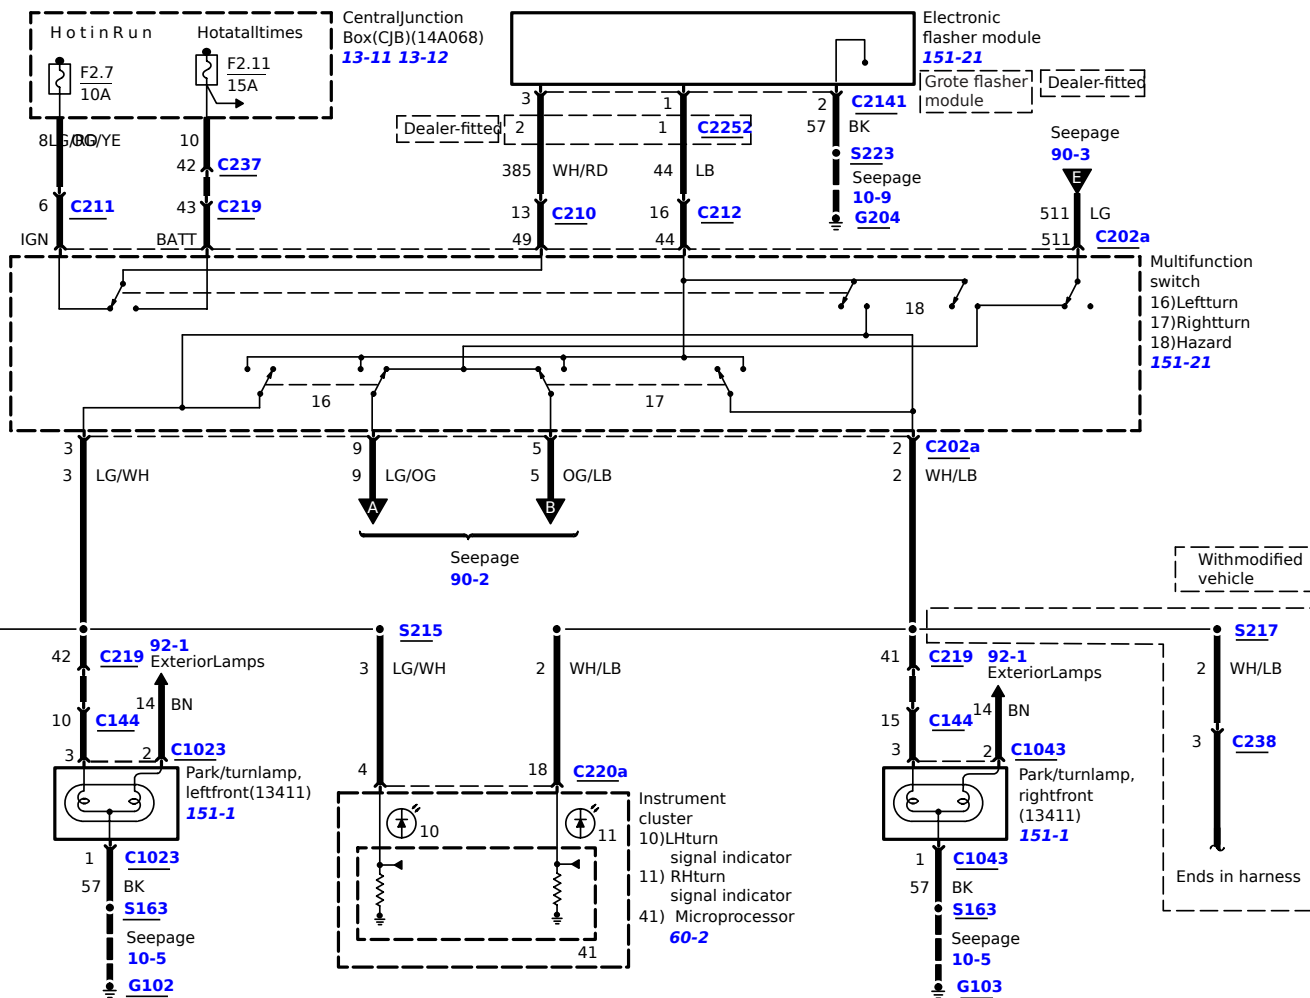 HotinRun
Hotatalltimes
F2.7
10A
F2.11
15A
CentralJunction
Box(CJB)(14A068)
13-11 13-12
Electronic
flasher module
151-21
Grote flasher
module
Dealer-fitted
3
1
2
C2141
Dealer-fitted
2
1
C2252
57
BK
S223
Seepage
10-9
G204
Seepage
90-3
E
8
10
42
C237
385
WH/RD
44
LB
6
C211
43
C219
13
C210
16
C212
511
LG
IGN
BATT
49
44
511
C202a
Multifunction
switch
16)Leftturn
17)Rightturn
18)Hazard
151-21
18
16
17
3
9
5
2
C202a
3
LG/WH
9
LG/OG
5
OG/LB
2
WH/LB
A
B
Seepage
90-2
Withmodified
vehicle
S215
S217
42
C219
92-1
ExteriorLamps
3
LG/WH
2
WH/LB
41
C219
92-1
ExteriorLamps
2
WH/LB
14
BN
10
C144
14
BN
15
C144
3
C238
3
2
C1023
4
18
C220a
3
2
C1043
Park/turnlamp,
leftfront(13411)
151-1
10
11
Instrument
cluster
10)LHturn
signal indicator
11) RHturn
signal indicator
41) Microprocessor
60-2
41
Park/turnlamp,
rightfront
(13411)
151-1
1
C1023
57
BK
S163
Seepage
10-5
G102
1
C1043
57
BK
S163
Seepage
10-5
G103
Ends in harness